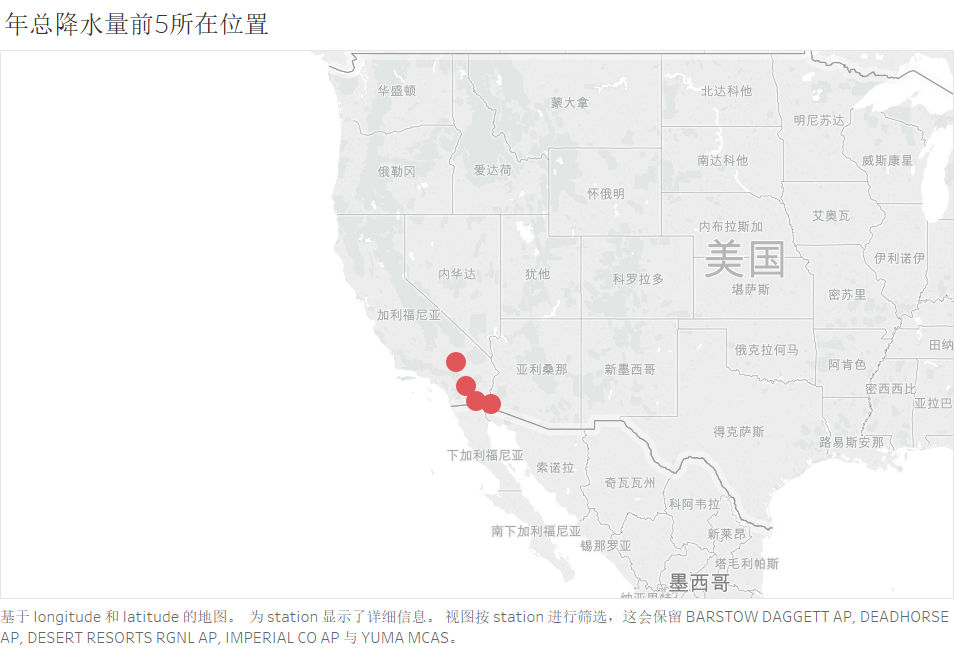 年总降水量前5所在位置
华盛顿
蒙大拿
北达科他
明尼苏达
俄勒冈
爱达荷
南达科他
威斯康星
怀俄明
艾奥瓦
内布拉斯加
美国
内华达
犹他
科罗拉多
堪萨斯
伊利诺伊
密苏里
加利福尼亚
亚利桑那
新墨西哥
俄克拉何马
阿肯色
田纳
密西西比
亚拉巴
得克萨斯
路易斯安那
下加利福尼亚
索诺拉
奇瓦瓦州
科阿韦拉
南下加利福尼亚
锡那罗亚
新莱昂
塔毛利帕斯
墨西哥
基于 longitude 和 latitude 的地图。 为 station 显示了详细信息。 视图按 station 进行筛选，这会保留 BARSTOW DAGGETT AP, DEADHORSE
AP, DESERT RESORTS RGNL AP, IMPERIAL CO AP 与 YUMA MCAS。